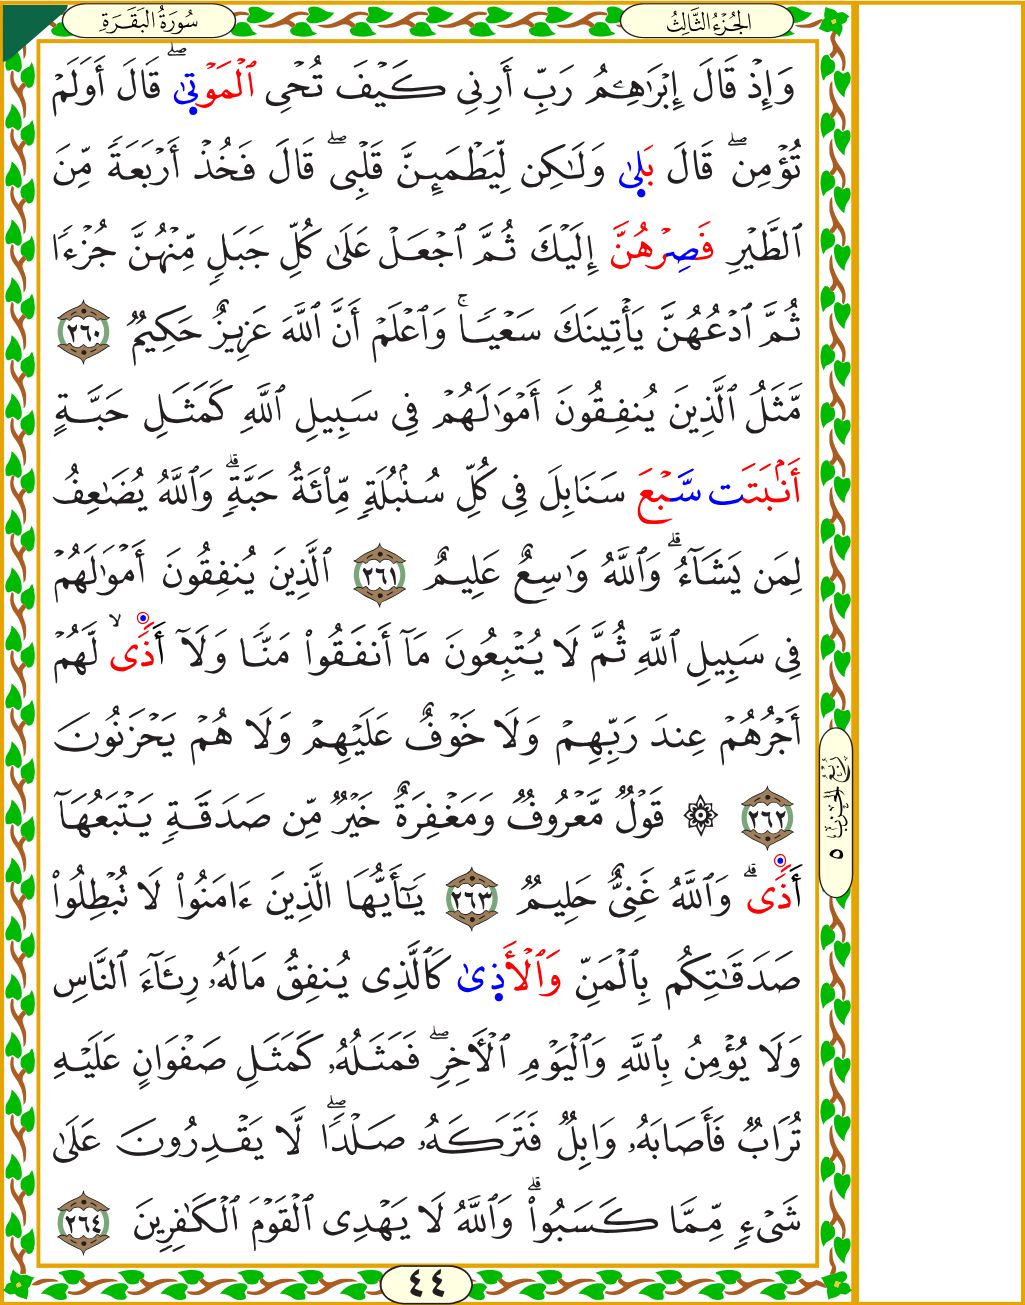 سُورَةُ الْبَقَرَةِ
الجُزْءُ الثَّالِثُ
وَإِذْ قَالَ إِبْرَٰهِـۧمُ رَبِّ أَرِنِى كَيْفَ تُحْىِ ٱلْمَوْتِىٰ ۖ قَالَ أَوَلَمْ
تُؤْمِن ۖ قَالَ بَلِىٰ وَلَـٰكِن لِّيَطْمَئِنَّ قَلْبِى ۖ قَالَ فَخُذْ أَرْبَعَةً مِّنَ
ٱلطَّيْرِ فَصِرْهُنَّ إِلَيْكَ ثُمَّ ٱجْعَلْ عَلَىٰ كُلِّ جَبَلٍ مِّنْهُنَّ جُزْءًا
ثُمَّ ٱدْعُهُنَّ يَأْتِينَكَ سَعْيًا ۚ وَٱعْلَمْ أَنَّ ٱللَّهَ عَزِيزٌ حَكِيمٌ ٢٦٠
مَّثَلُ ٱلَّذِينَ يُنفِقُونَ أَمْوَٰلَهُمْ فِى سَبِيلِ ٱللَّهِ كَمَثَلِ حَبَّةٍ
أَنۢبَتَت سَّبْعَ سَنَابِلَ فِى كُلِّ سُنۢبُلَةٍ مِّا۟ئَةُ حَبَّةٍ ۗ وَٱللَّهُ يُضَـٰعِفُ
لِمَن يَشَآءُ ۗ وَٱللَّهُ وَٰسِعٌ عَلِيمٌ ٢٦١ ٱلَّذِينَ يُنفِقُونَ أَمْوَٰلَهُمْ
فِى سَبِيلِ ٱللَّهِ ثُمَّ لَا يُتْبِعُونَ مَآ أَنفَقُوا۟ مَنًّا وَلَآ أَذًى ۙ لَّهُمْ
أَجْرُهُمْ عِندَ رَبِّهِمْ وَلَا خَوْفٌ عَلَيْهِمْ وَلَا هُمْ يَحْزَنُونَ
٢٦٢ ۞ قَوْلٌ مَّعْرُوفٌ وَمَغْفِرَةٌ خَيْرٌ مِّن صَدَقَةٍ يَتْبَعُهَآ
أَذًى ۗ وَٱللَّهُ غَنِىٌّ حَلِيمٌ ٢٦٣ يَـٰٓأَيُّهَا ٱلَّذِينَ ءَامَنُوا۟ لَا تُبْطِلُوا۟
صَدَقَـٰتِكُم بِٱلْمَنِّ وَٱلْأَذِىٰ كَٱلَّذِى يُنفِقُ مَالَهُۥ رِئَآءَ ٱلنَّاسِ
وَلَا يُؤْمِنُ بِٱللَّهِ وَٱلْيَوْمِ ٱلْـَٔاخِرِ ۖ فَمَثَلُهُۥ كَمَثَلِ صَفْوَانٍ عَلَيْهِ
تُرَابٌ فَأَصَابَهُۥ وَابِلٌ فَتَرَكَهُۥ صَلْدًا ۖ لَّا يَقْدِرُونَ عَلَىٰ
شَىْءٍ مِّمَّا كَسَبُوا۟ ۗ وَٱللَّهُ لَا يَهْدِى ٱلْقَوْمَ ٱلْكَـٰفِرِينَ ٢٦٤
رُبْعُ الحِزْبِ ٥
٤٤